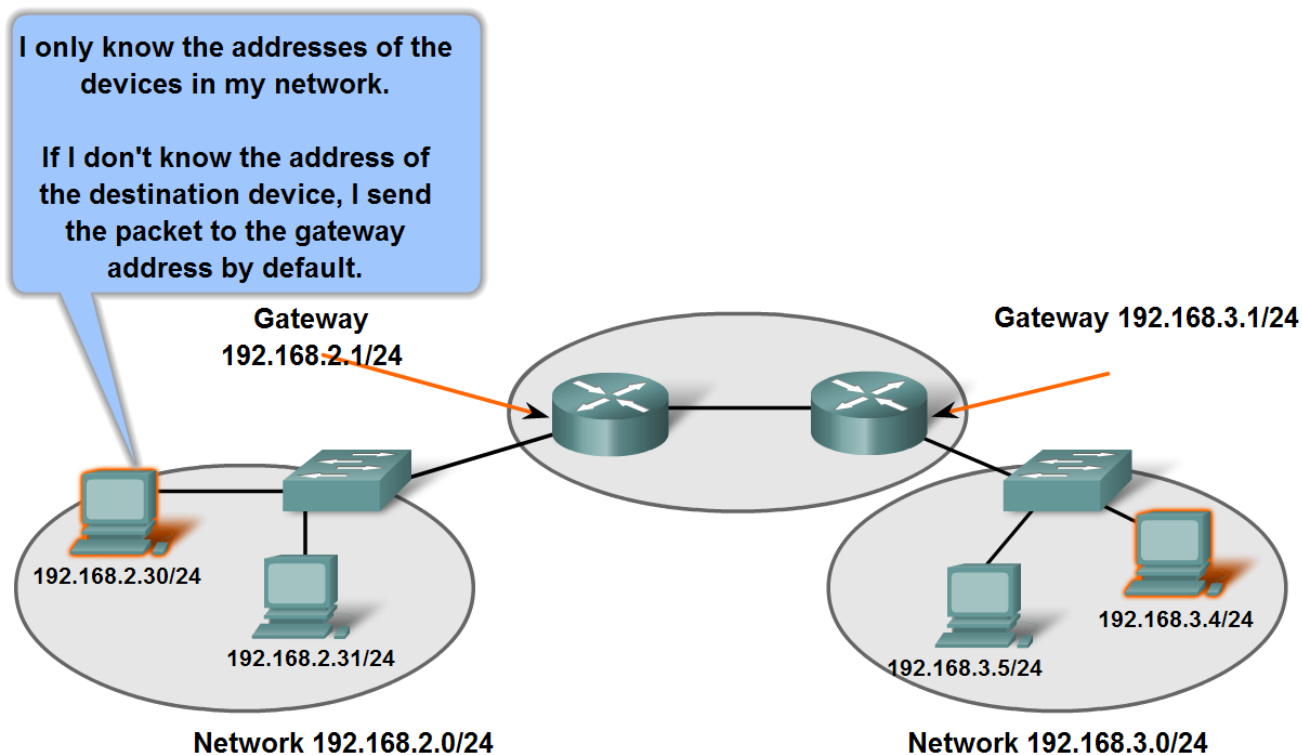 I only know the addresses of the
devices in my network.
If I don't know the address of
the destination device, I send
the packet to the gateway
address by default.
Gateway
192.168.2.1/24
Gateway 192.168.3.1/24
192.168.2.30/24
192.168.2.31/24
192.168.3.4/24
192.168.3.5/24
Network 192.168.2.0/24
Network 192.168.3.0/24